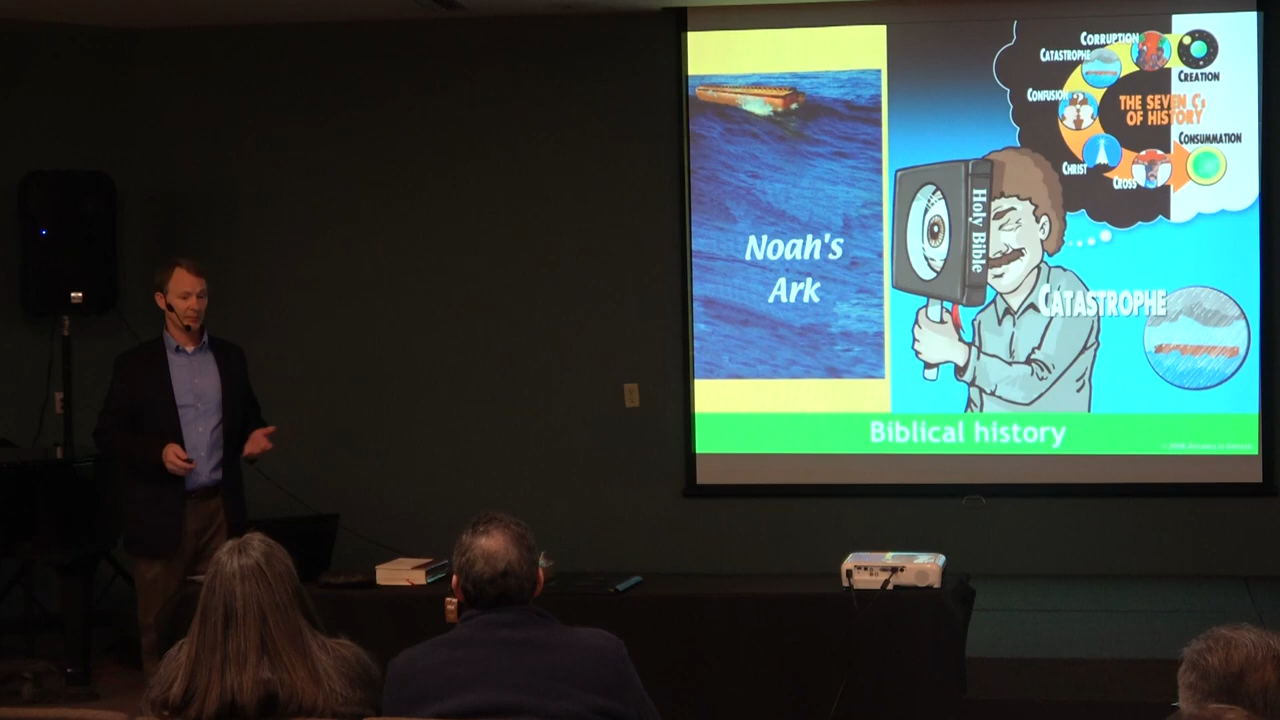 Noah's
Ark
CORRUPTION
CATASTROPHE
CREATION
CONFUSION
THE SEVEN C's
OF HISTORY
CONSUMMATION
CHRIST
CROSS
Holy Bible
CATASTROPHE
Biblical history